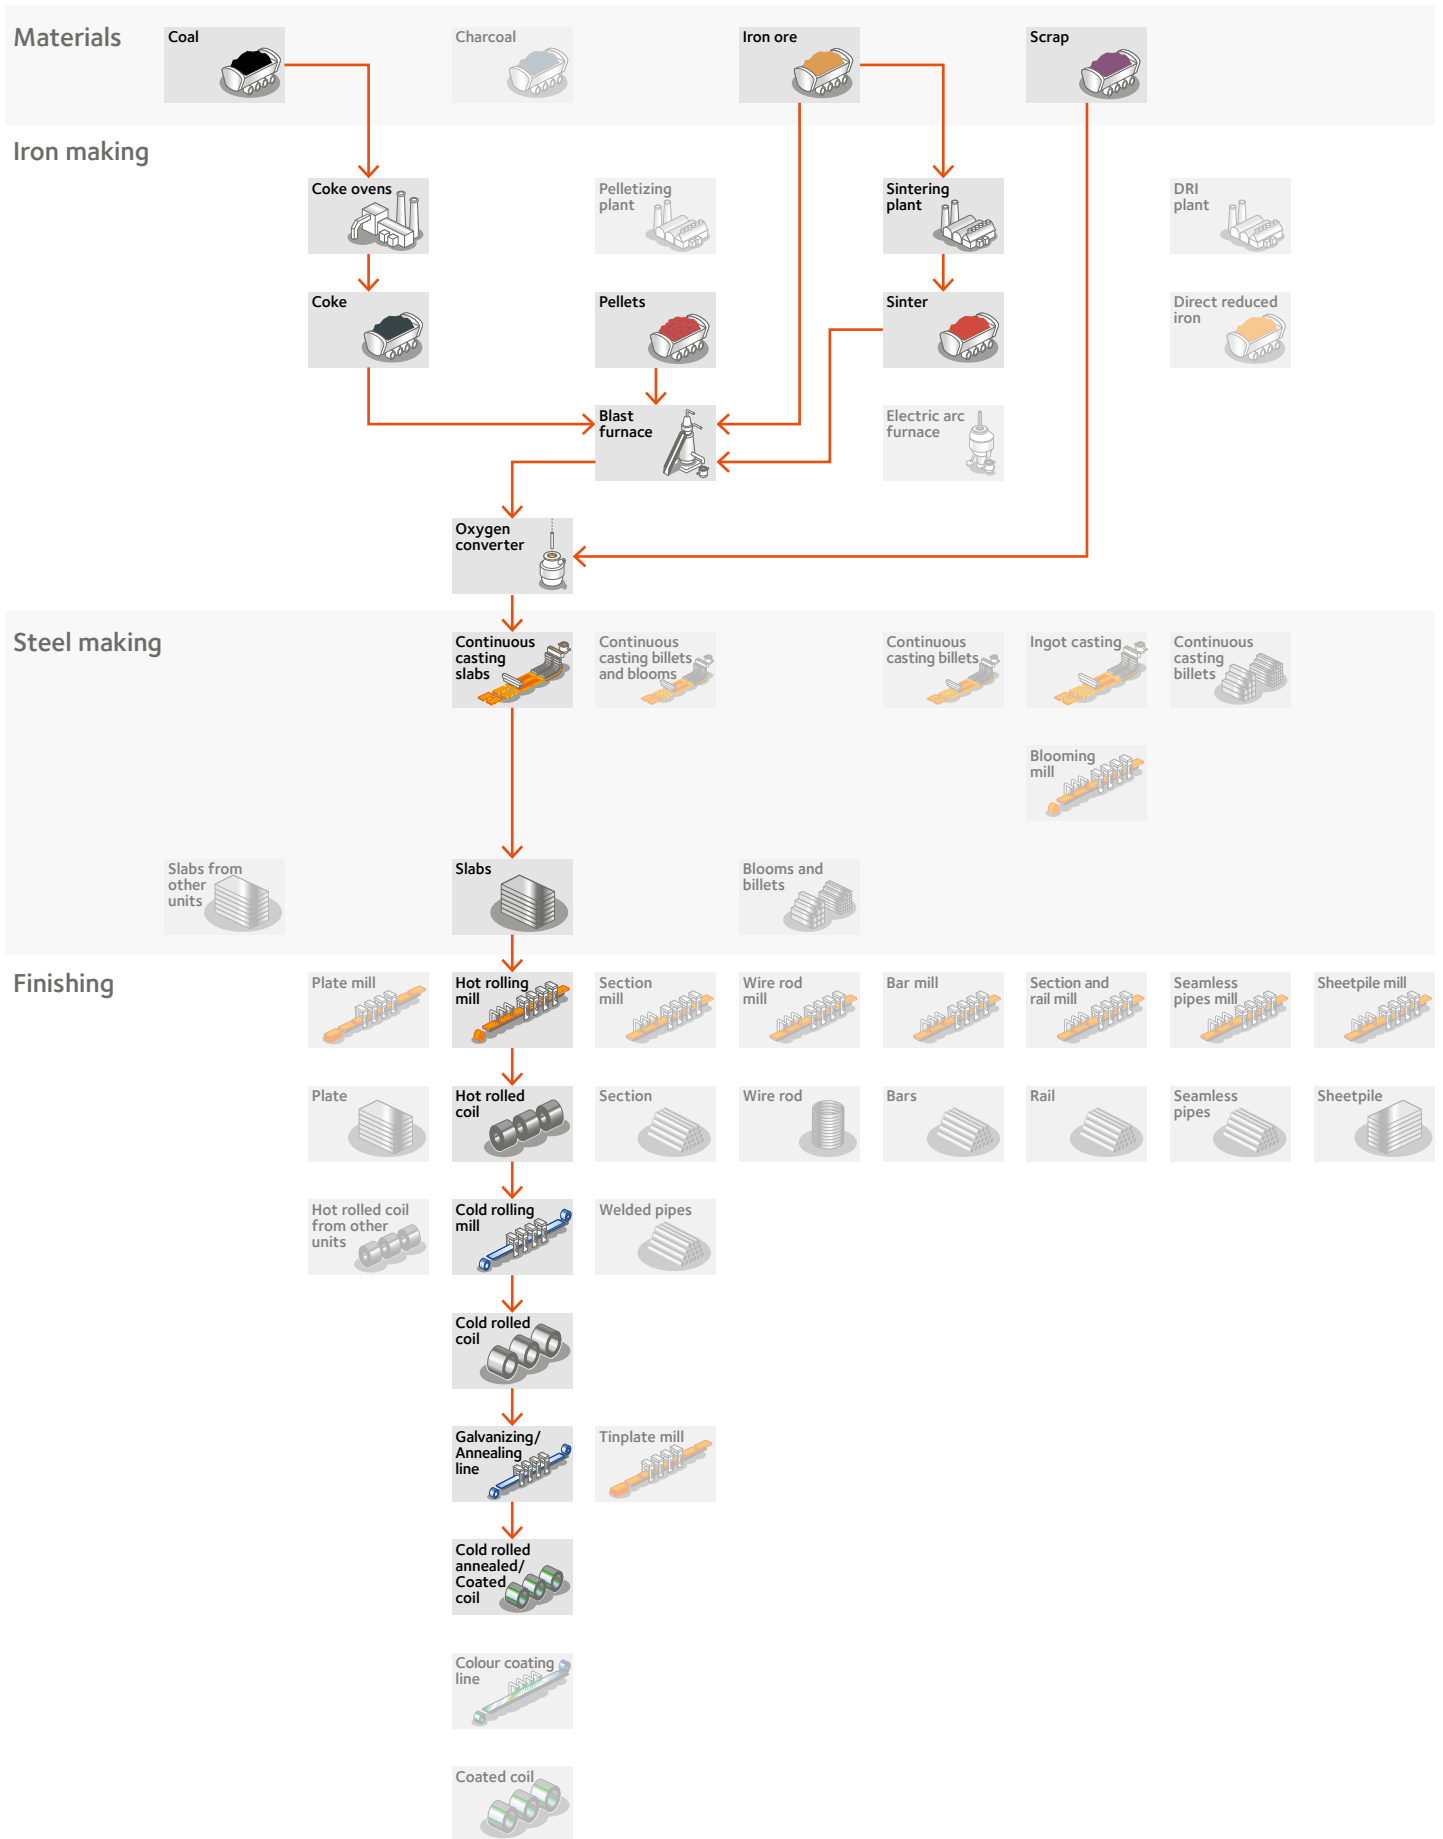 Materials
Coal
Charcoal
Iron ore
Scrap
Iron making
Coke ovens
Pelletizing
plant
Sintering
plant
DRI
plant
Coke
Pellets
Sinter
Direct reduced
iron
Blast
furnace
Electric arc
furnace
Oxygen
converter
Steel making
Continuous
casting
slabs
Continuous
casting billets
and blooms
Continuous
casting billets
Ingot casting
Continuous
casting
billets
Blooming
mill
Slabs from
other
units
Slabs
Blooms and
billets
Finishing
Plate mill
Hot rolling
mill
Section
mill
Wire rod
mill
Bar mill
Section and
rail mill
Seamless
pipes mill
Sheetpile mill
Plate
Hot rolled
coil
Section
Wire rod
Bars
Rail
Seamless
pipes
Sheetpile
Hot rolled coil
from other
units
Cold rolling
mill
Welded pipes
Cold rolled
coil
Galvanizing/
Annealing
line
Tinplate mill
Cold rolled
annealed/
Coated
coil
Colour coating
line
Coated coil